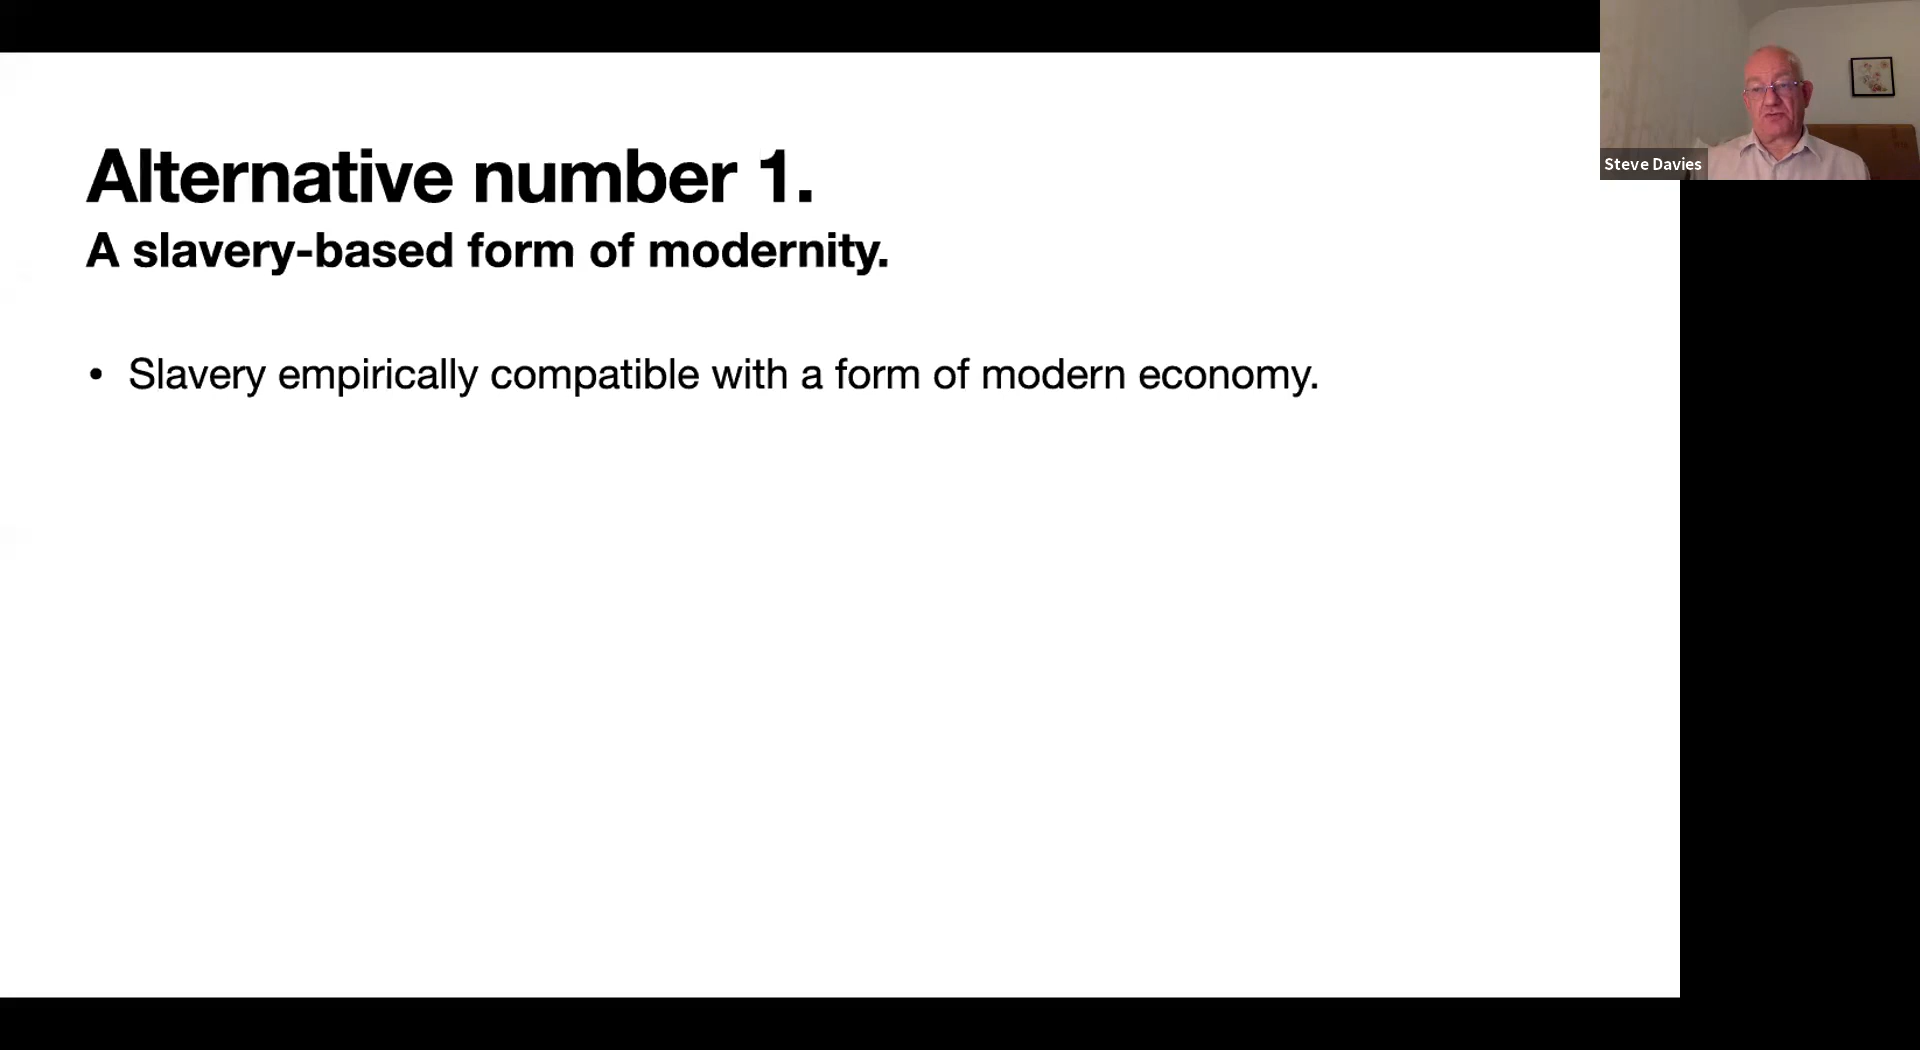 Alternative number 1.
A slavery-based form of modernity.
• Slavery empirically compatible with a form of modern economy.
Steve Davies